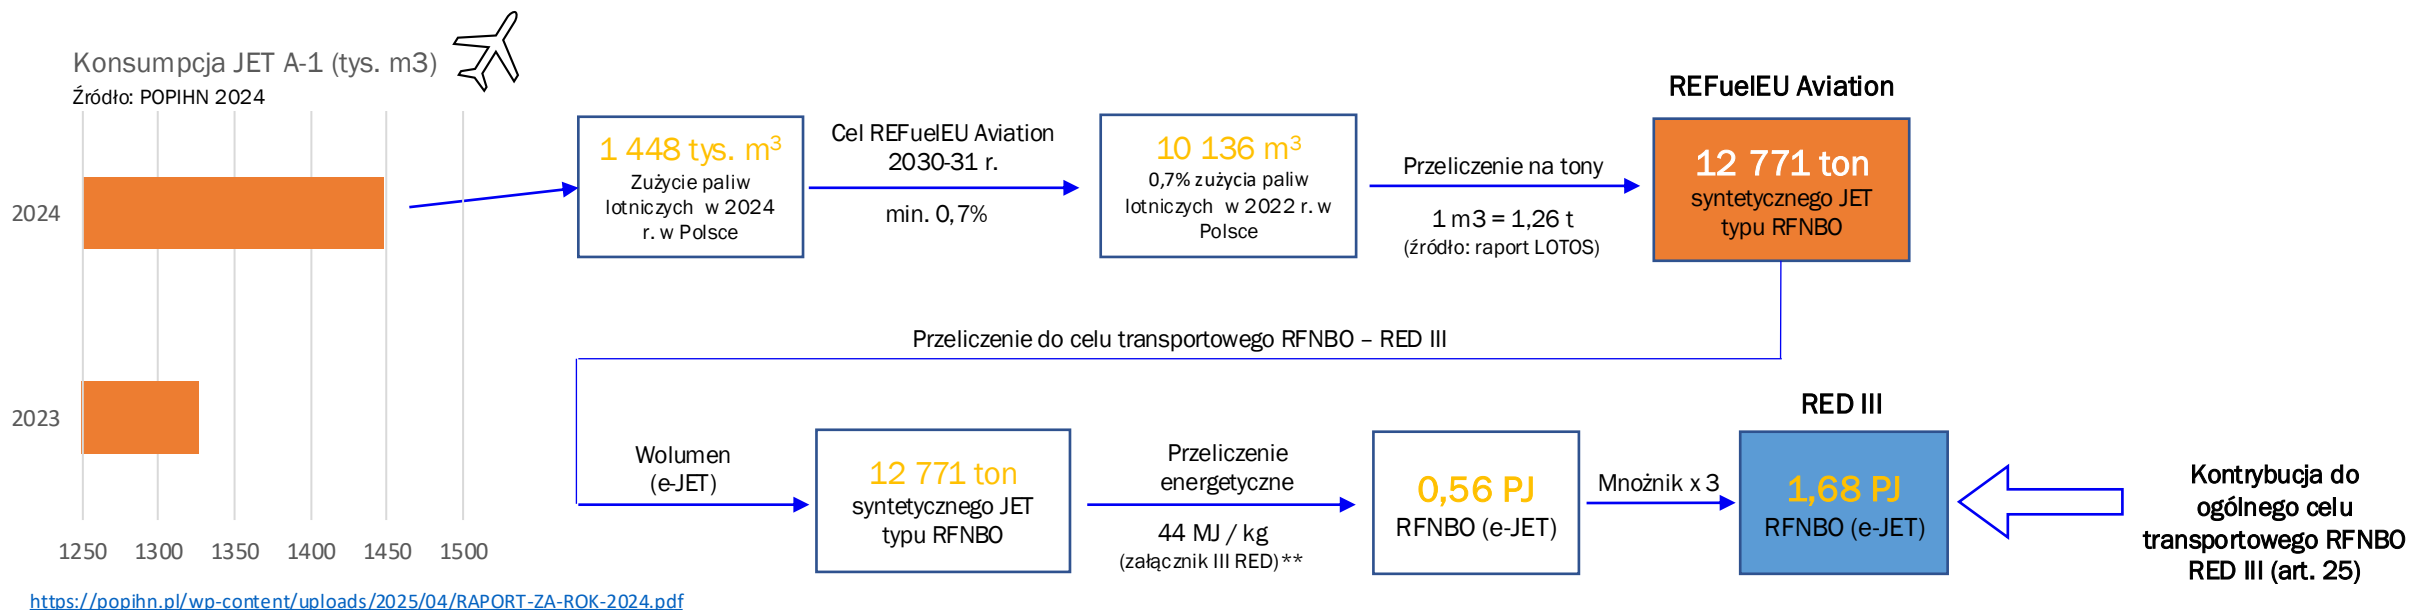 Konsumpcja JET A-1 (tys. m3)
Źródło: POPIHN 2024
2024
2023
1250 1300 1350 1400 1450 1500
https://popihn.pl/wp-content/uploads/2025/04/RAPORT-ZA-ROK-2024.pdf
1 448 tys. m³
Zużycie paliw
lotniczych w 2024
r. w Polsce
Cel REFuelEU Aviation
2030-31 r.
min. 0,7%
10 136 m³
0,7% zużycia paliw
lotniczych w 2022 r. w
Polsce
Przeliczenie na tony
1 m3 = 1,26 t
(źródło: raport LOTOS)
REFuelEU Aviation
12 771 ton
syntetycznego JET
typu RFNBO
Przeliczenie do celu transportowego RFNBO – RED III
Wolumen
(e-JET)
12 771 ton
syntetycznego JET
typu RFNBO
Przeliczenie
energetyczne
44 MJ / kg
(załącznik III RED)**
0,56 PJ
RFNBO (e-JET)
Mnożnik x 3
RED III
1,68 PJ
RFNBO (e-JET)
Kontrybucja do
ogólnego celu
transportowego RFNBO
RED III (art. 25)